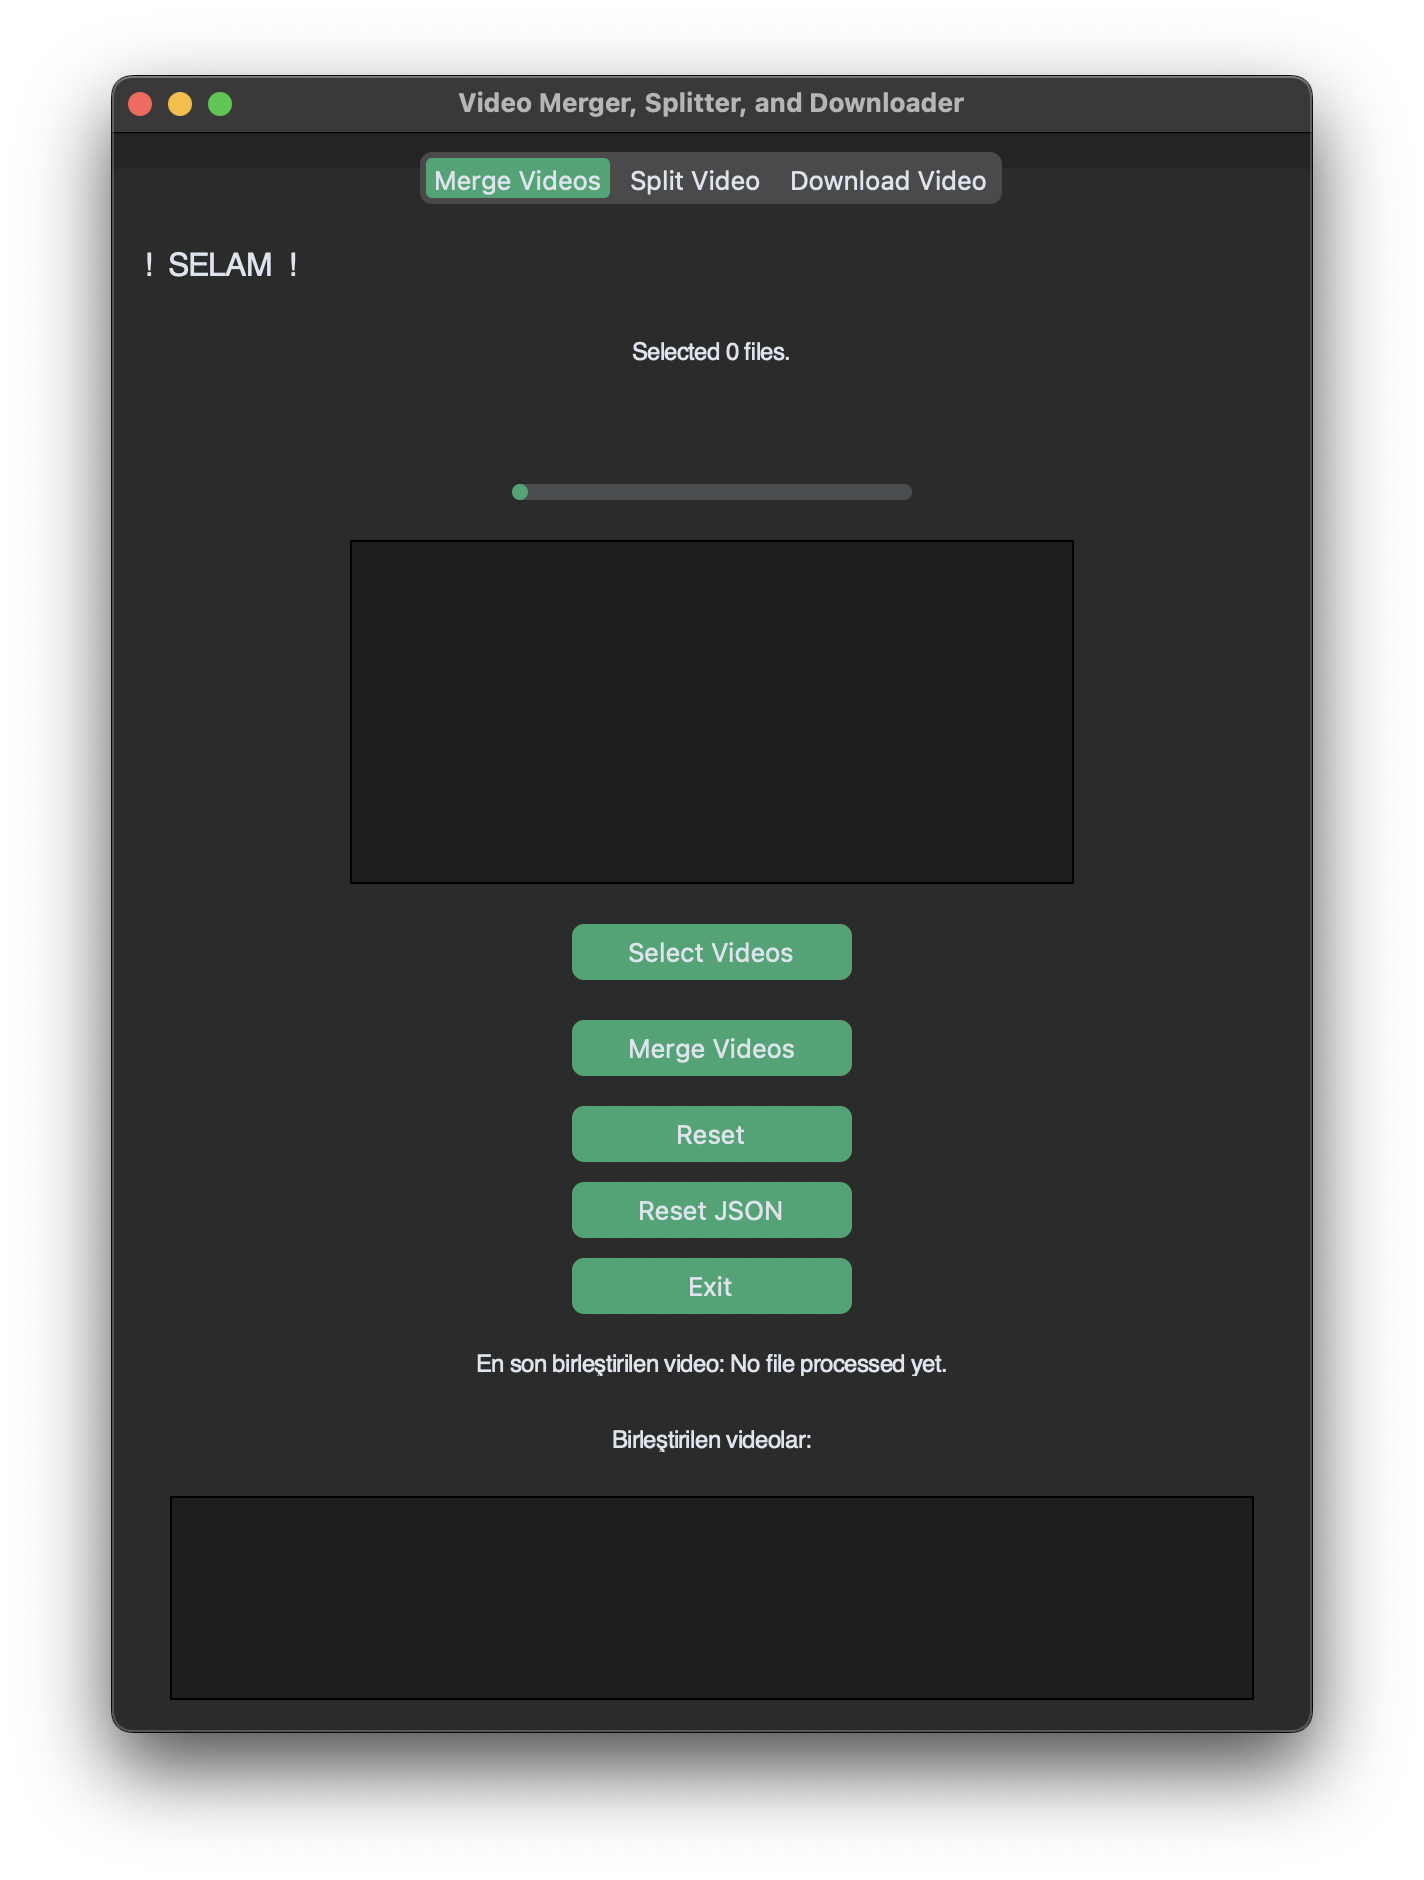 Video Merger, Splitter, and Downloader
Merge Videos Split Video Download Video
! SELAM !
Selected 0 files.
Select Videos
Merge Videos
Reset
Reset JSON
Exit
En son birleştirilen video: No file processed yet.
Birleştirilen videolar: